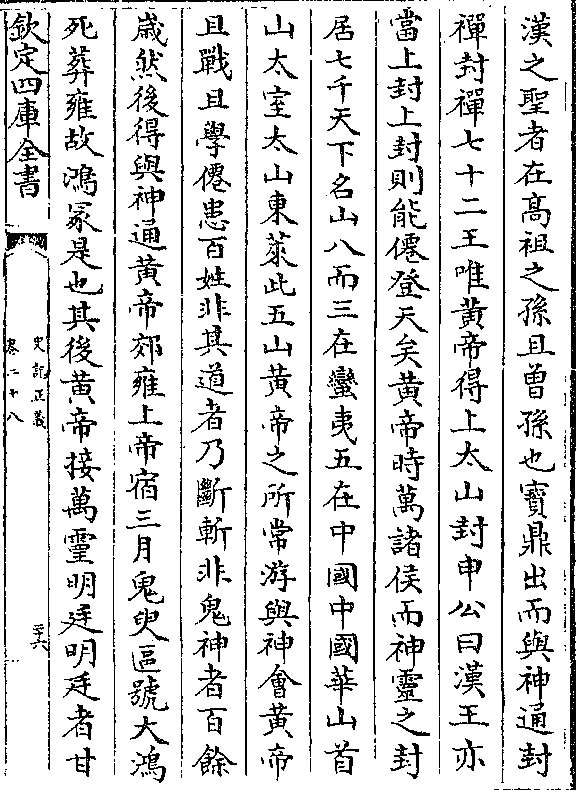 漢之聖者在髙祖之孫且曽孫也寳鼎出而與神通封
禪封禪七十二王唯黄帝得上太山封申公曰漢王亦
當上封上封則能僊登天矣黄帝時萬諸侯而神靈之封
居七千天下名山八而三在蠻夷五在中國中國華山首
山太室太山東萊此五山黄帝之所常游與神㑹黄帝
且戰且學僊患百姓非其道者乃斷斬非鬼神者百餘
嵗然後得與神通黄帝郊雍上帝宿三月鬼臾區號大鴻
死葬雍故鴻冢是也其後黄帝接萬靈明廷明廷者甘
欽定四庫全書
史記正義
卷二十八